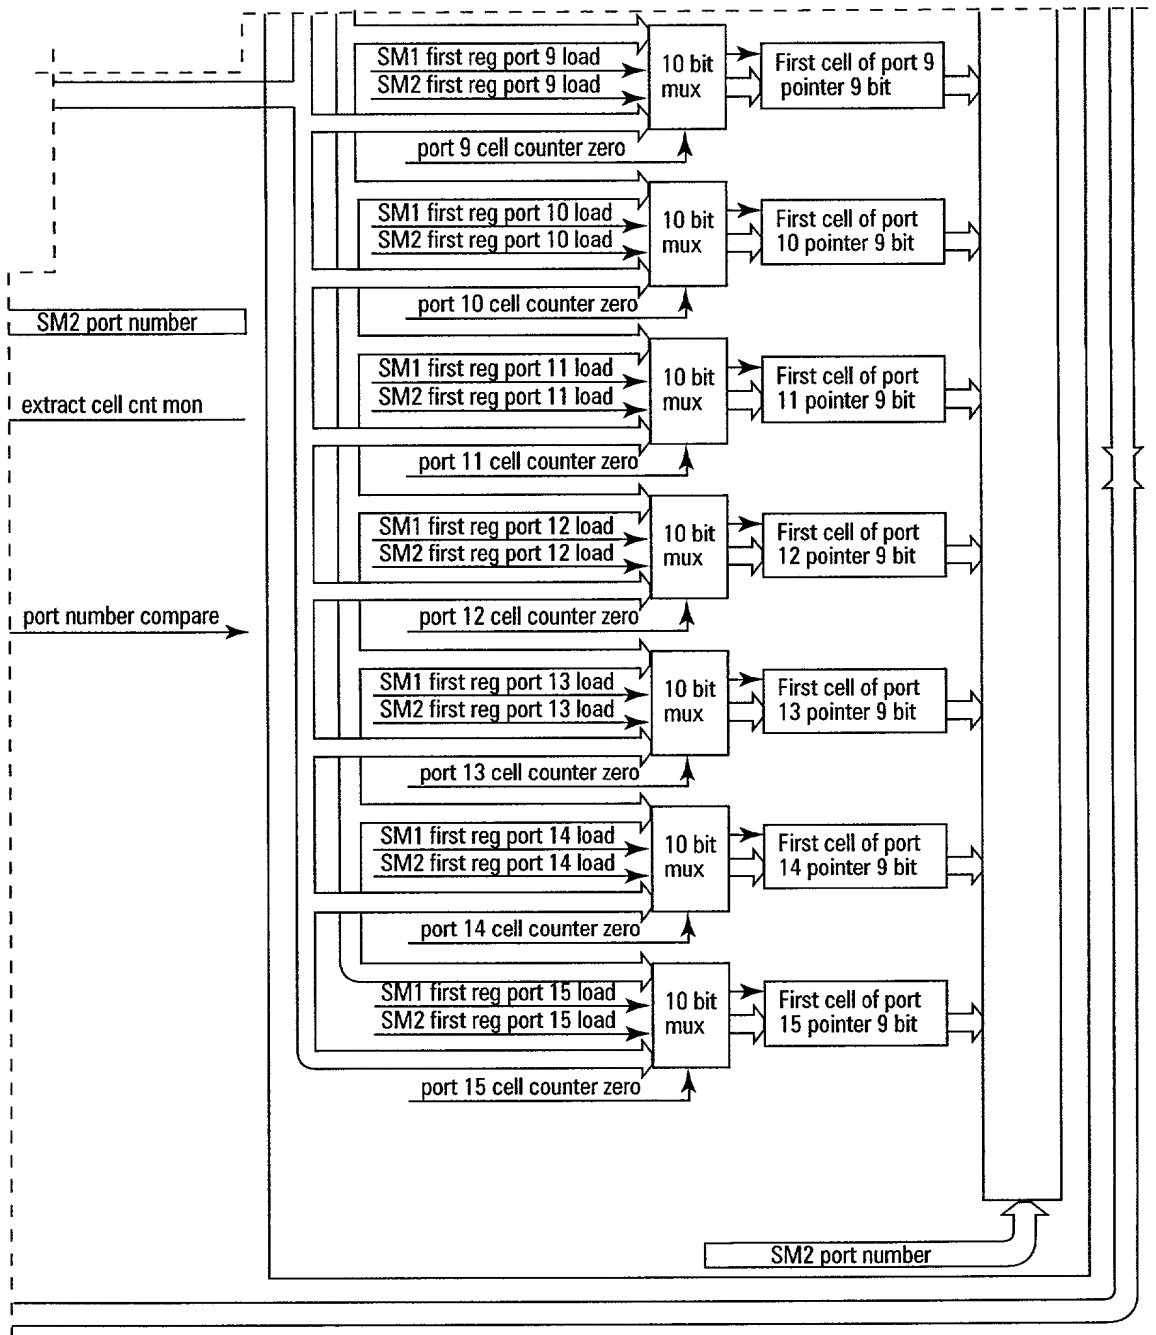 SM1 first reg port 9 load
SM2 first reg port 9 load
10 bit
mux
First cell of port 9
pointer 9 bit
port 9 cell counter zero
SM1 first reg port 10 load
SM2 first reg port 10 load
10 bit
mux
First cell of port
10 pointer 9 bit
port 10 cell counter zero
SM2 port number
SM1 first reg port 11 load
SM2 first reg port 11 load
10 bit
mux
First cell of port
11 pointer 9 bit
port 11 cell counter zero
extract cell cnt mon
SM1 first reg port 12 load
SM2 first reg port 12 load
10 bit
mux
First cell of port
12 pointer 9 bit
port 12 cell counter zero
port number compare
SM1 first reg port 13 load
SM2 first reg port 13 load
10 bit
mux
First cell of port
13 pointer 9 bit
port 13 cell counter zero
SM1 first reg port 14 load
SM2 first reg port 14 load
10 bit
mux
First cell of port
14 pointer 9 bit
port 14 cell counter zero
SM1 first reg port 15 load
SM2 first reg port 15 load
10 bit
mux
First cell of port
15 pointer 9 bit
port 15 cell counter zero
SM2 port number